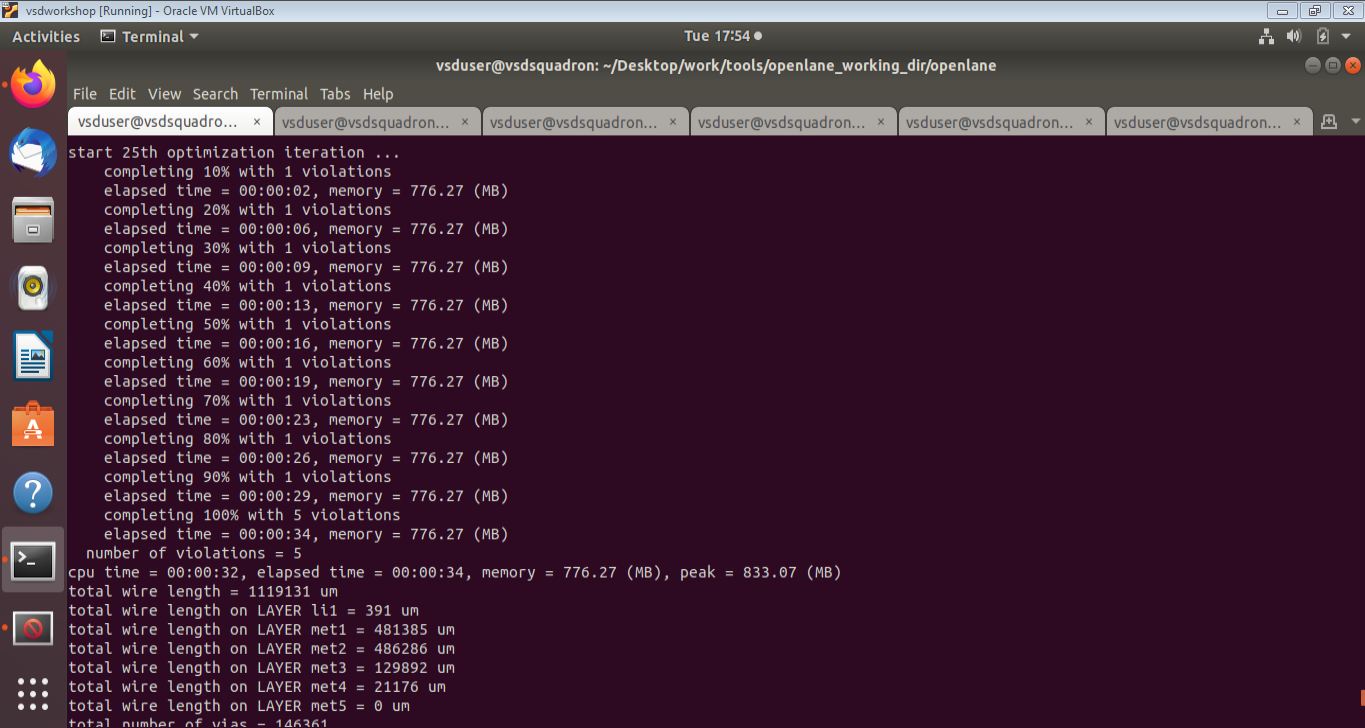 vsdworkshop [Running] - Oracle VM VirtualBox
Activities Terminal Tue 17:54
vsduser@vsdsquadron: ~/Desktop/work/tools/openlane_working_dir/openlane
File Edit View Search Terminal Tabs Help
vsduser@vsdsquadro... × vsduser@vsdsquadron... × vsduser@vsdsquadron... × vsduser@vsdsquadron... × vsduser@vsdsquadron... × vsduser@vsdsquadron... ×
start 25th optimization iteration ...
completing 10% with 1 violations
elapsed time = 00:00:02, memory = 776.27 (MB)
completing 20% with 1 violations
elapsed time = 00:00:06, memory = 776.27 (MB)
completing 30% with 1 violations
elapsed time = 00:00:09, memory = 776.27 (MB)
completing 40% with 1 violations
elapsed time = 00:00:13, memory = 776.27 (MB)
completing 50% with 1 violations
elapsed time = 00:00:16, memory = 776.27 (MB)
completing 60% with 1 violations
elapsed time = 00:00:19, memory = 776.27 (MB)
completing 70% with 1 violations
elapsed time = 00:00:23, memory = 776.27 (MB)
completing 80% with 1 violations
elapsed time = 00:00:26, memory = 776.27 (MB)
completing 90% with 1 violations
elapsed time = 00:00:29, memory = 776.27 (MB)
completing 100% with 5 violations
elapsed time = 00:00:34, memory = 776.27 (MB)
number of violations = 5
cpu time = 00:00:32, elapsed time = 00:00:34, memory = 776.27 (MB), peak = 833.07 (MB)
total wire length = 1119131 um
total wire length on LAYER li1 = 391 um
total wire length on LAYER met1 = 481385 um
total wire length on LAYER met2 = 486286 um
total wire length on LAYER met3 = 129892 um
total wire length on LAYER met4 = 21176 um
total wire length on LAYER met5 = 0 um
total number of vias = 146361